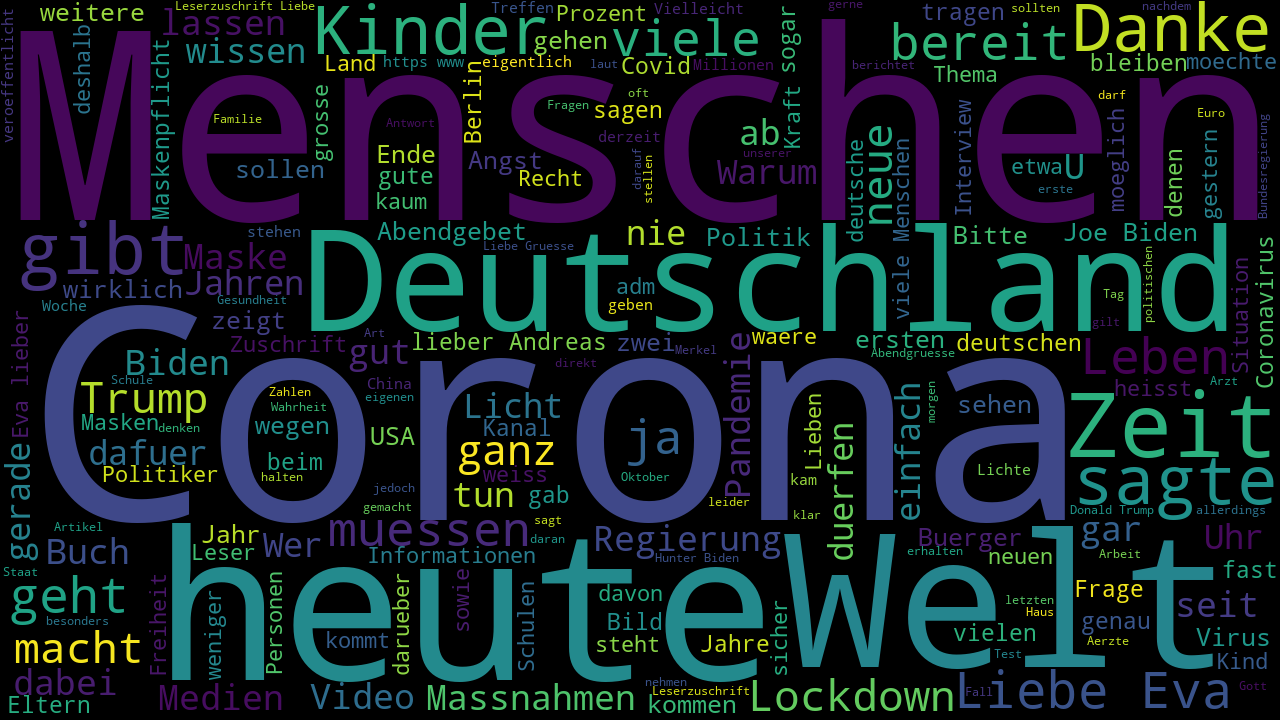 weitere
Leserzuschrift Liebe
lassen
Kinder
Treffen
Prozent
Vielleicht
gerne
tragen
sollten
nachdem
Danke
veroeffentlicht
deshalb
wissen
gehen
viele
sogar
bereit
bleiben
moechte
Menschen
Land
https www
eigentlich
Covid
Millionen
laut
berichtet
Thema
Maskenpflicht
Familie
grosse
Antwort
Berlin
Fragen
oft
sagen
derzeit
ab
Kraft
darf
Euro
Ende
Angst
unserer
Warum
deutsche
neue
Interview
etwa
U
moeglich
denen
gestern
Bundesregierung
sollen
gute
kaum
Recht
darauf
stellen
viele Menschen
erste
gibt
stehen
Abendgebet
Liebe Gruesse
nie
Politik
Bitte
Joe Biden
Maske
Jahren
wirklich
Gesundheit
Deutschland
adm
geben
Tag
politischen
Situation
Coronavirus
Woche
zeigt
gilt
Eva lieber
Zuschrift
Art
gut
lieber Andreas
direkt
zwei
Merkel
Pandemie
waere
ersten
Abendgruesse
deutschen
Leben
heisst
Arzt
Corona
Biden
Schule
Trump
Zahlen
Wahrheit
China
eigenen
Licht
Kanal
Lieben
einfach
morgen
sehen
Zeit
Masken
denken
wegen
USA
ganz
ja
dafuer
Politiker
beim
halten
weiss
Oktober
kam
duerfen
Lichte
sagte
gerade
jedoch
gemacht
tun
gab
leider
klar
Donald Trump
allerdings
Artikel
Jahr
Leser
Wer
muessen
sagt
daran
Regierung
Buerger
gar
Uhr
Buch
Informationen
Hunter Biden
erhalten
neuen
Arbeit
fast
Staat
geht
besonders
Freiheit
heute
Welt
weniger
Personen
darueber
sowie
Schulen
davon
letzten
Haus
Frage
seit
kommt
Bild
steht
Jahre
sicher
vielen
genau
Aerzte
Virus
macht
Test
Kind
dabei
Eltern
Medien
Video
Massnahmen
nehmen
Leserzuschrift
kommen
Lockdown
Fall
Liebe
Eva
Gott